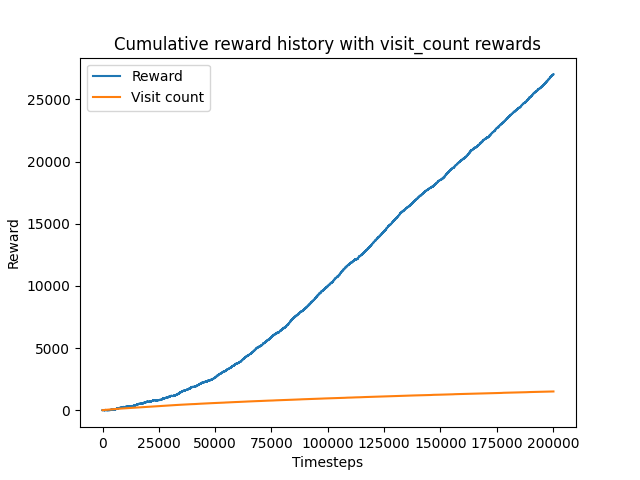 Cumulative reward history with visit_count rewards
Reward
Visit count
25000
20000
15000
10000
5000
0
Reward
0 25000 50000 75000 100000 125000 150000 175000 200000
Timesteps